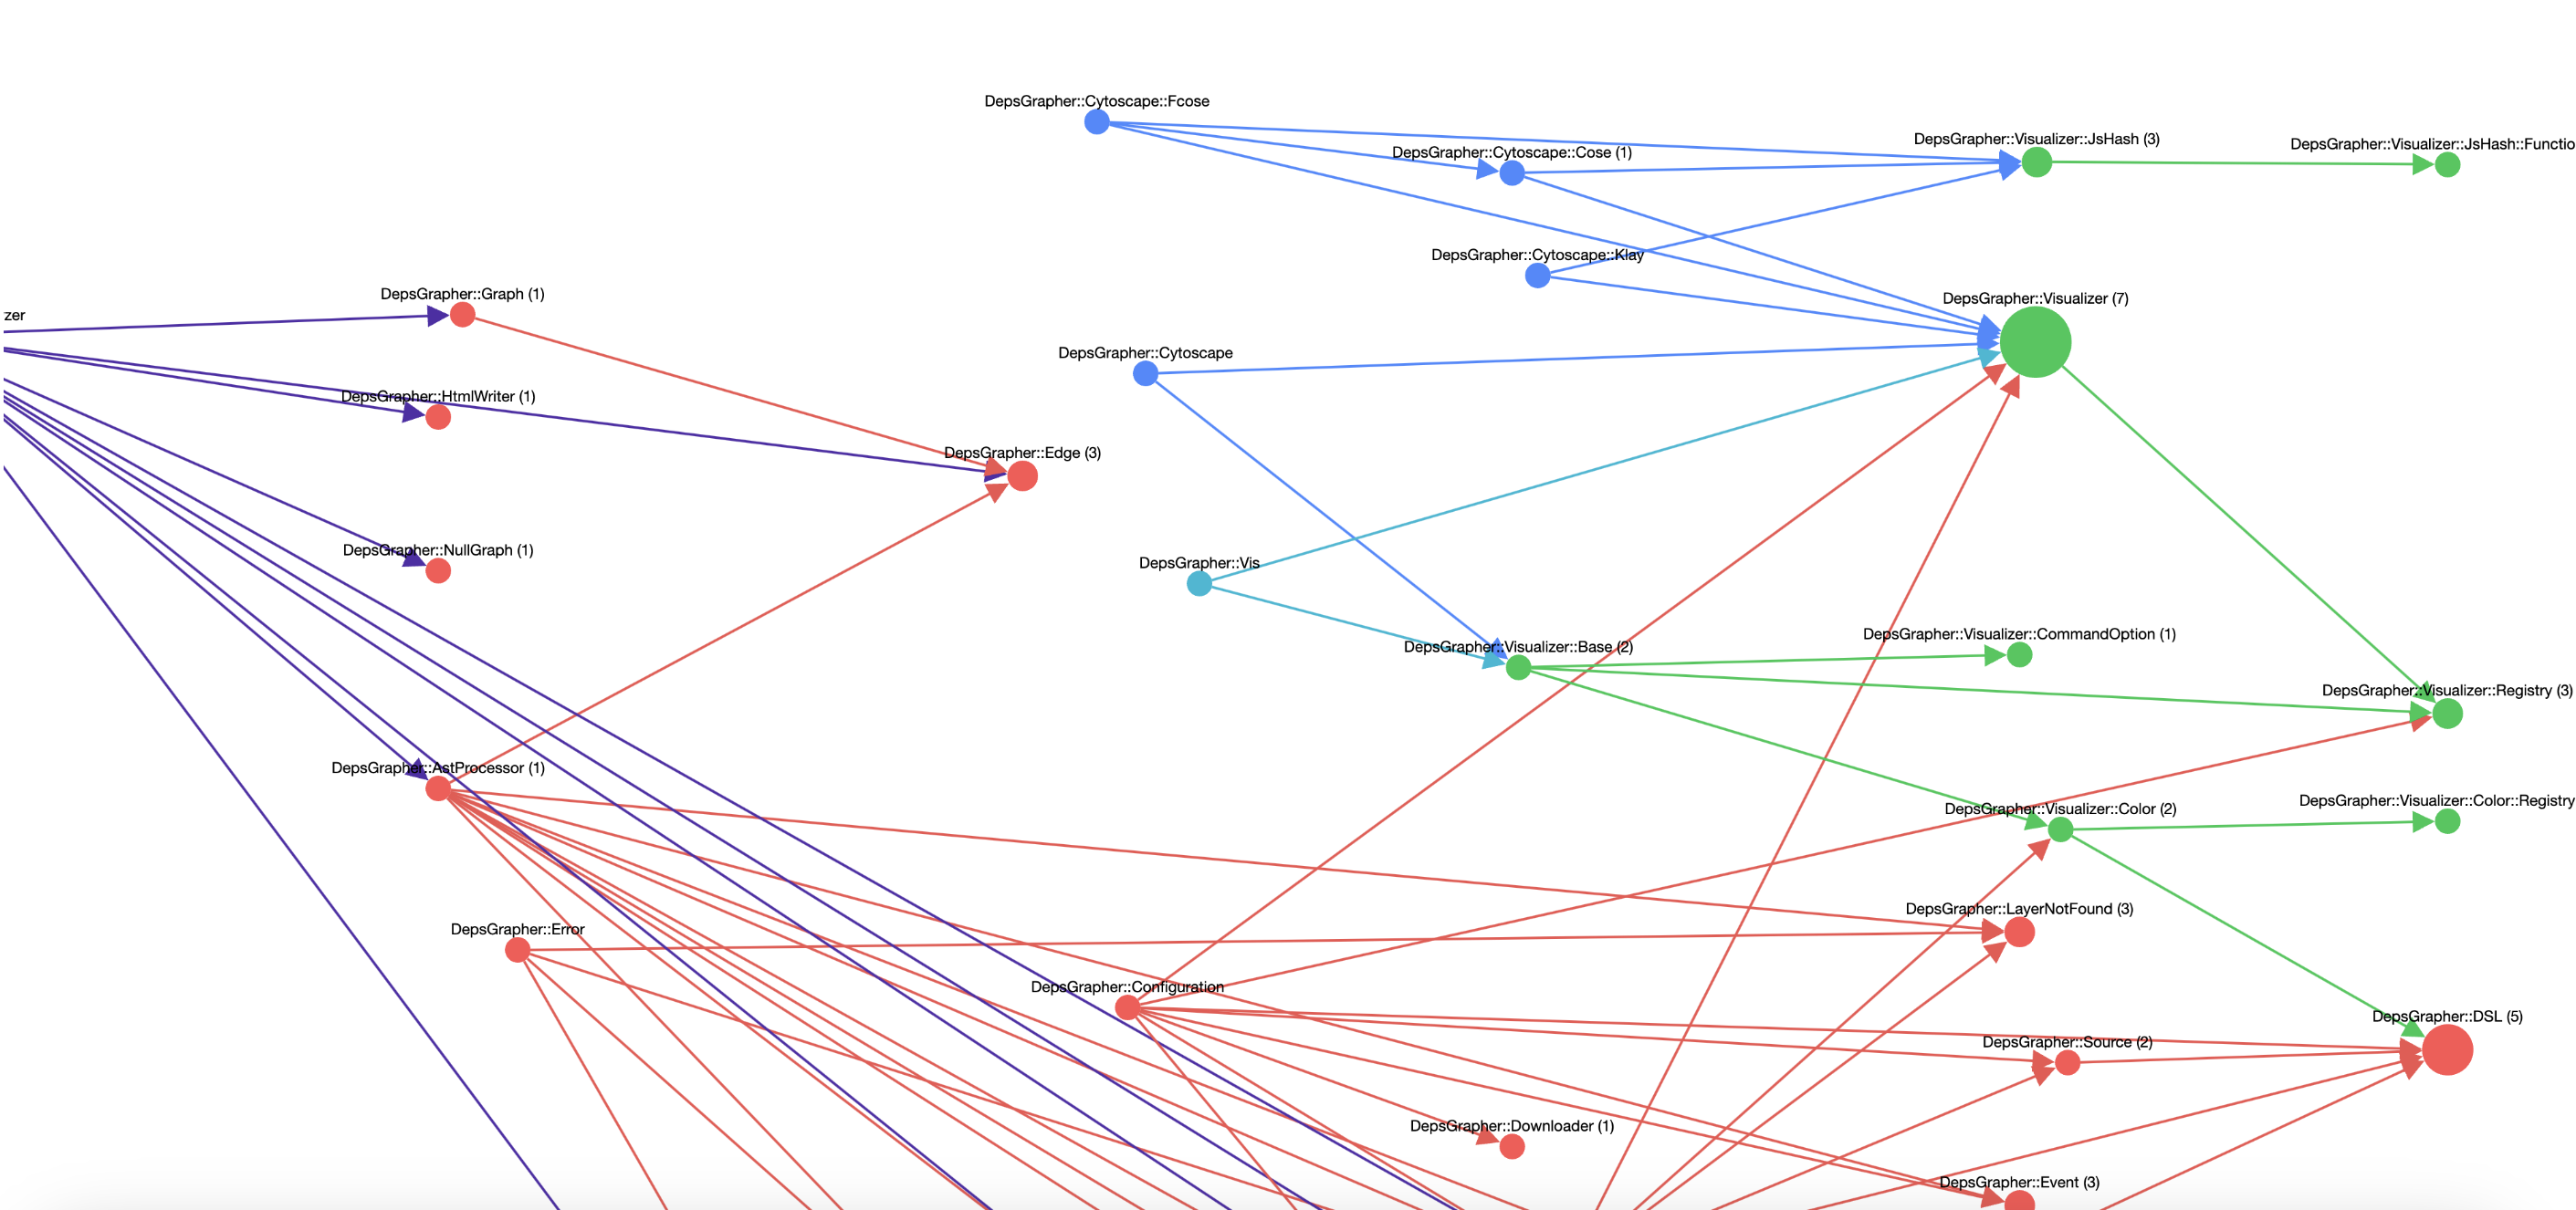 DepsGrapher::Cytoscape::Fcose
DepsGrapher::Visualizer::JsHash (3)
DepsGrapher::Visualizer::JsHash::Functio
DepsGrapher::Cytoscape::Cose (1)
DepsGrapher::Cytoscape::Klay
DepsGrapher::Graph (1)
DepsGrapher::Visualizer (7)
zer
DepsGrapher::Cytoscape
DepsGrapher::HtmlWriter (1)
DepsGrapher::Edge (3)
DepsGrapher::NullGraph (1)
DepsGrapher::Vis
DepsGrapher::Visualizer::CommandOption (1)
DepsGrapher::Visualizer::Base (2)
DepsGrapher::Visualizer::Registry (3)
DepsGrapher::AstProcessor (1)
DepsGrapher::Visualizer::Color::Registry
DepsGrapher::Visualizer::Color (2)
DepsGrapher::LayerNotFound (3)
DepsGrapher::Error
DepsGrapher::Configuration
DepsGrapher::DSL (5)
DepsGrapher::Source (2)
DepsGrapher::Downloader (1)
DepsGrapher::Event (3)